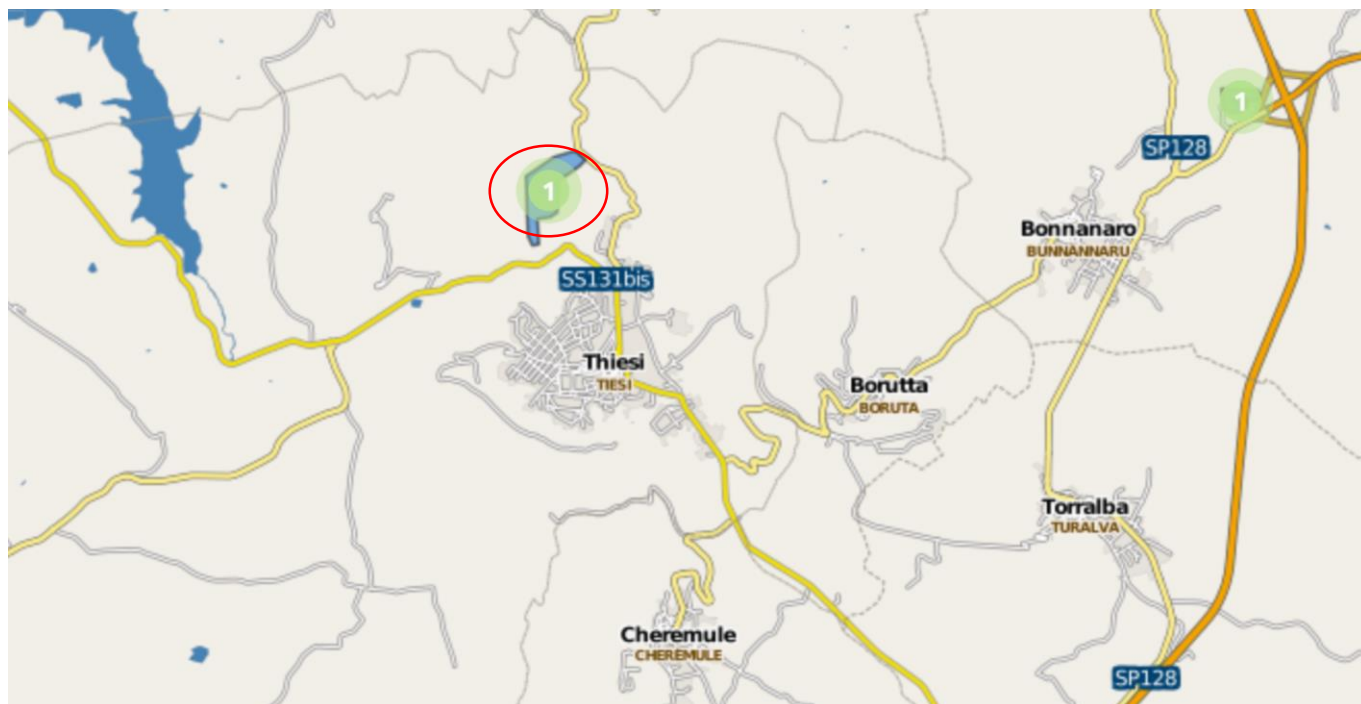 1
SP128
1
Bonnanaro
BUNNANNARU
SS131bis
Thiesi
TIESI
Borutta
BORUTA
Torralba
TURALVA
Cheremule
CHEREMULE
SP128